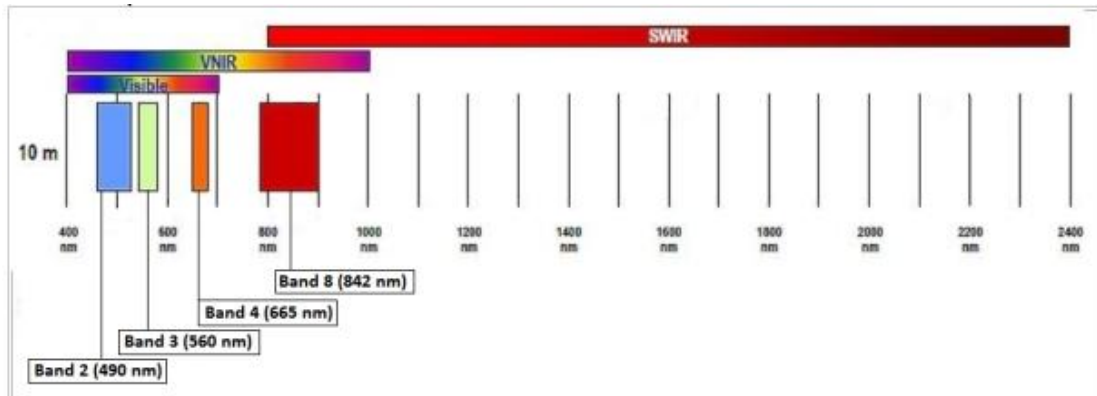 SWIR
VNIR
Visible
10 m
400 nm
600 nm
800 nm
1000 nm
1200 nm
1400 nm
1600 nm
1800 nm
2000 nm
2200 nm
2400 nm
Band 8 (842 nm)
Band 4 (665 nm)
Band 3 (560 nm)
Band 2 (490 nm)